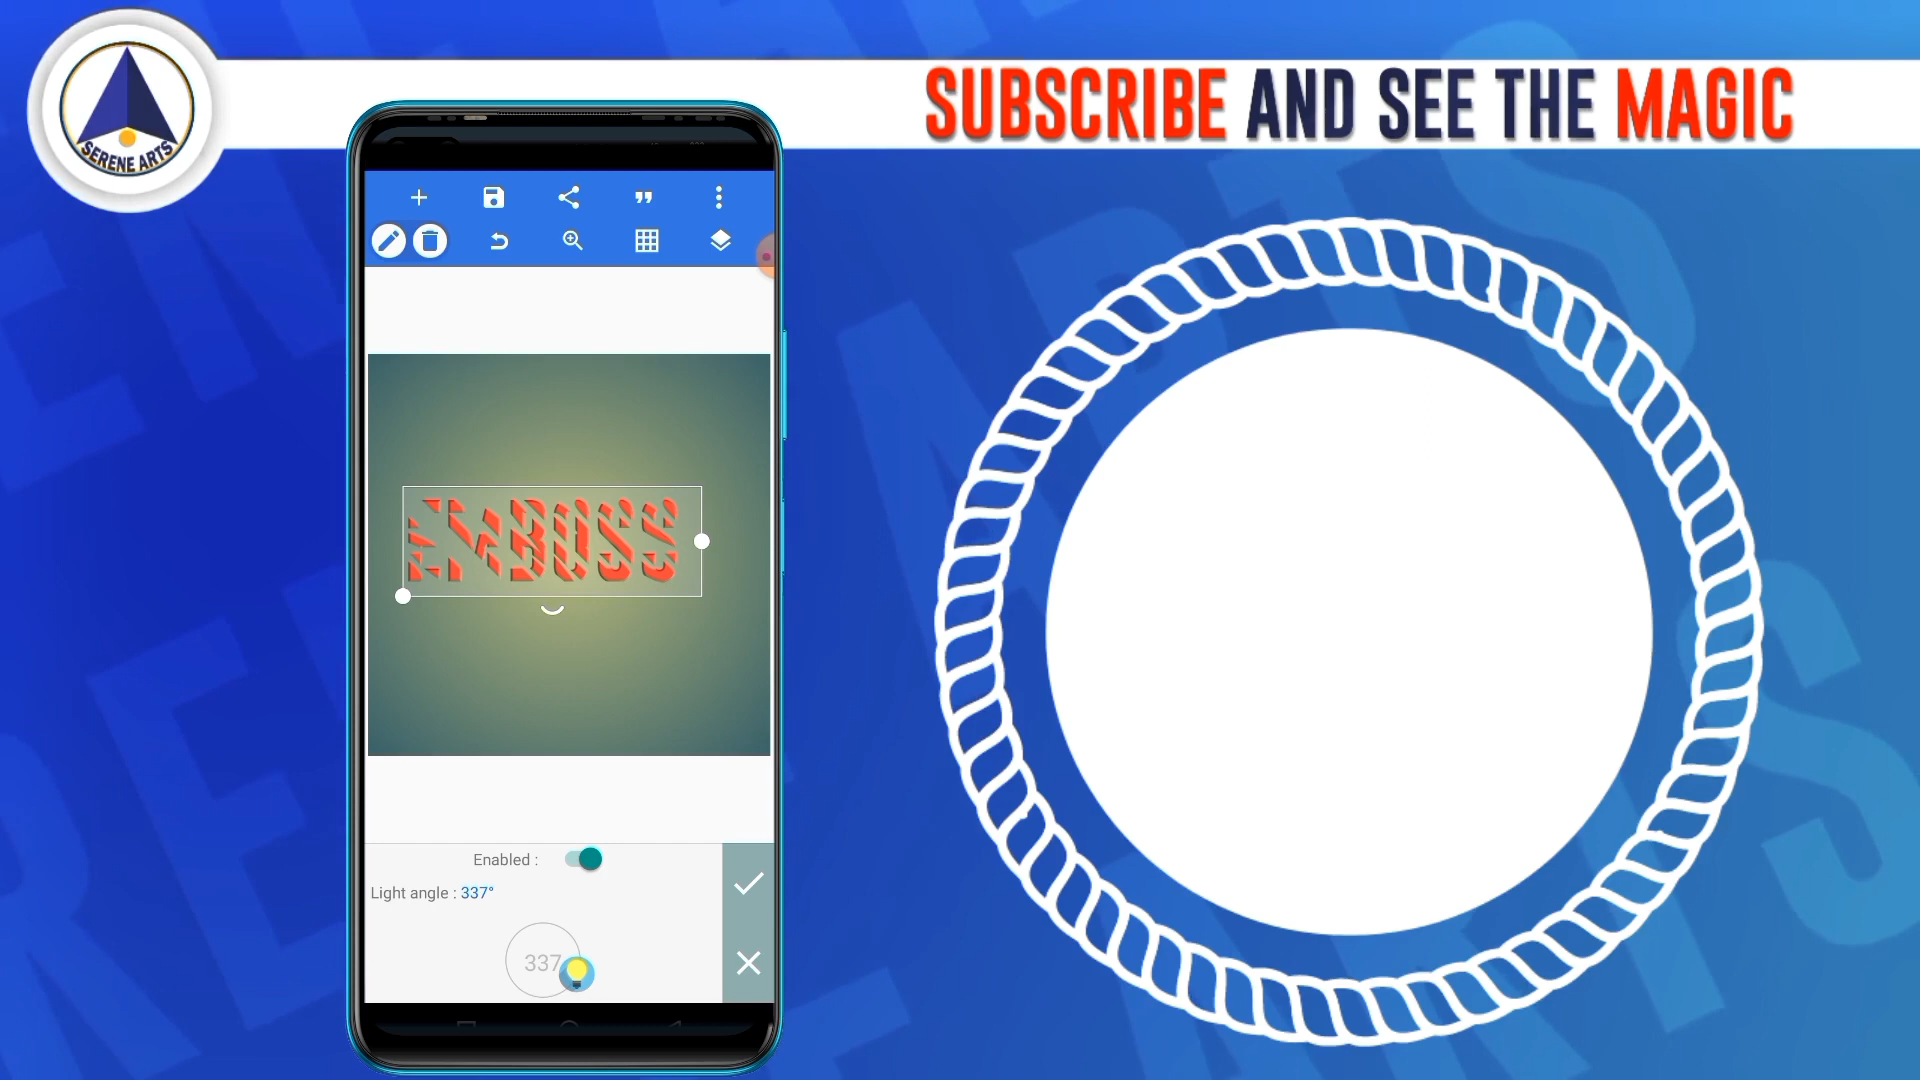 SUBSCRIBE AND SEE THE MAGIC
SERENE ARTS
EMBOSS
Enabled :
Light angle : 337°
337